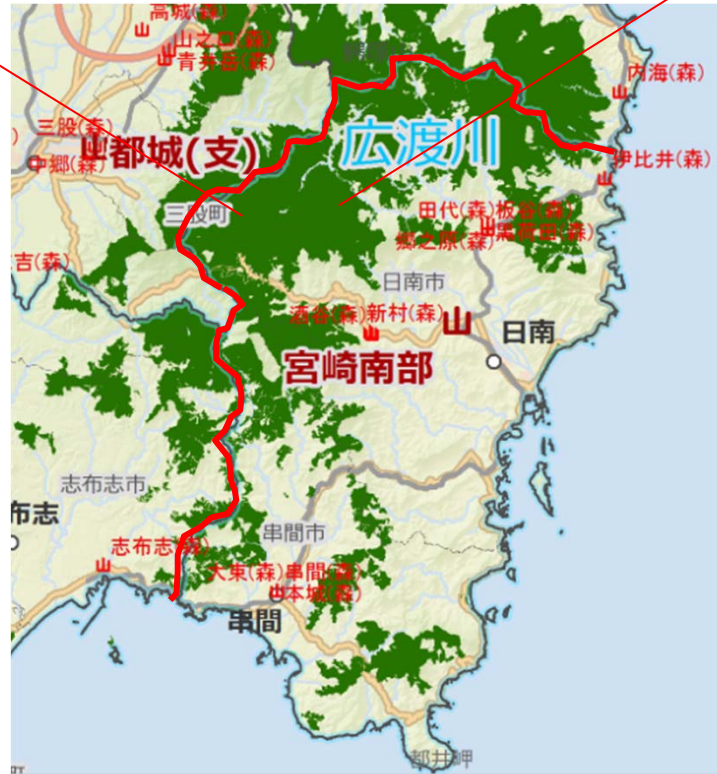 高城(森)
山之口(森)
青井岳(森)
内海(森)
三股(森)
都城(支)
広渡川
中郷(森)
伊比井(森)
三股町
田代(森)板谷(森)
郷之原(森)黒荷田(森)
吉(森)
日南市
酒谷(森)新村(森)
日南
宮崎南部
志布志市
布志
串間市
志布志(森)
大東(森)串間(森)
本城(森)
串間
都井岬
町